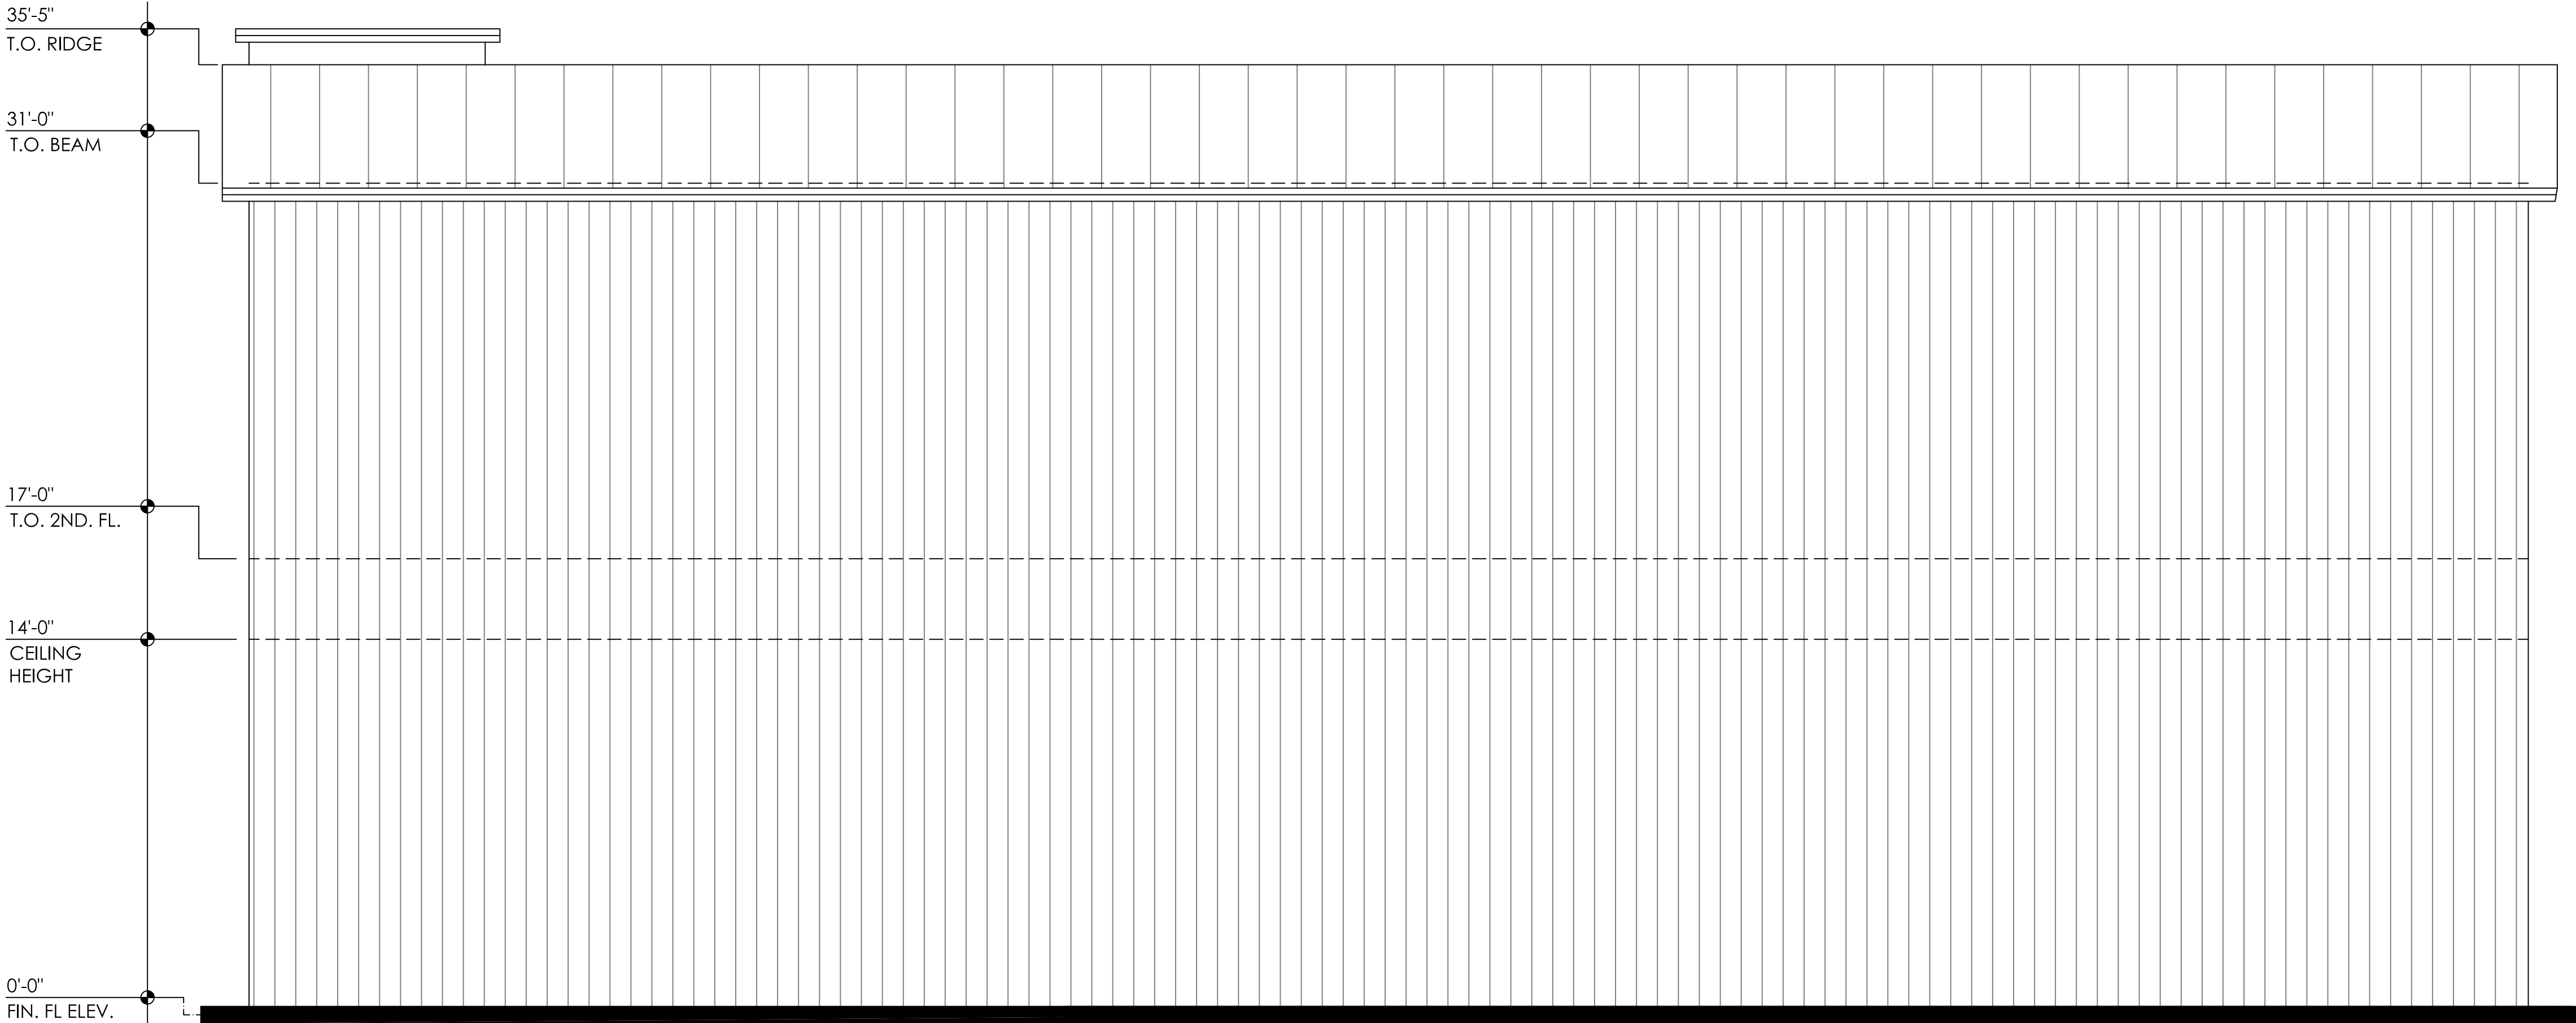 35'-5"
T.O. RIDGE
31'-0"
T.O. BEAM
17'-0"
T.O. 2ND. FL.
14'-0"
CEILING
HEIGHT
0'-0"
FIN. FL ELEV.